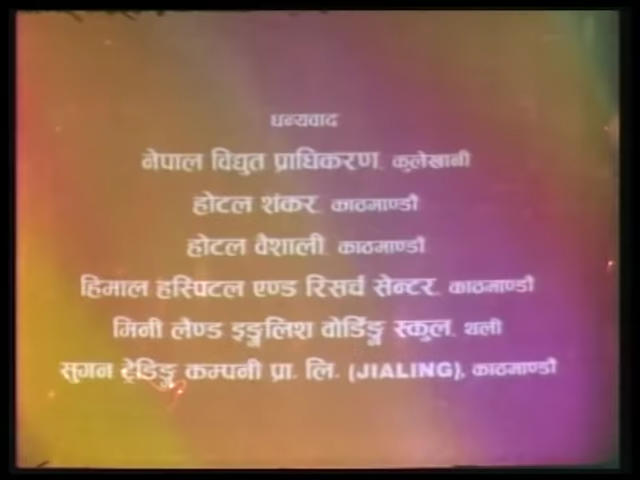 धन्यवाद
नेपाल विद्युत प्राधिकरण, कुलेखानी
होटल शंकर, काठमाण्डौ
होटल वैशाली, काठमाण्डौ
हिमाल हस्पिटल एण्ड रिसर्च सेन्टर, काठमाण्डौ
मिनी लैण्ड इङ्गलिश वोर्डिङ्ग स्कुल, थली
सुगन ट्रेडिङ्ग कम्पनी प्रा. लि. (JIALING), काठमाण्डौ